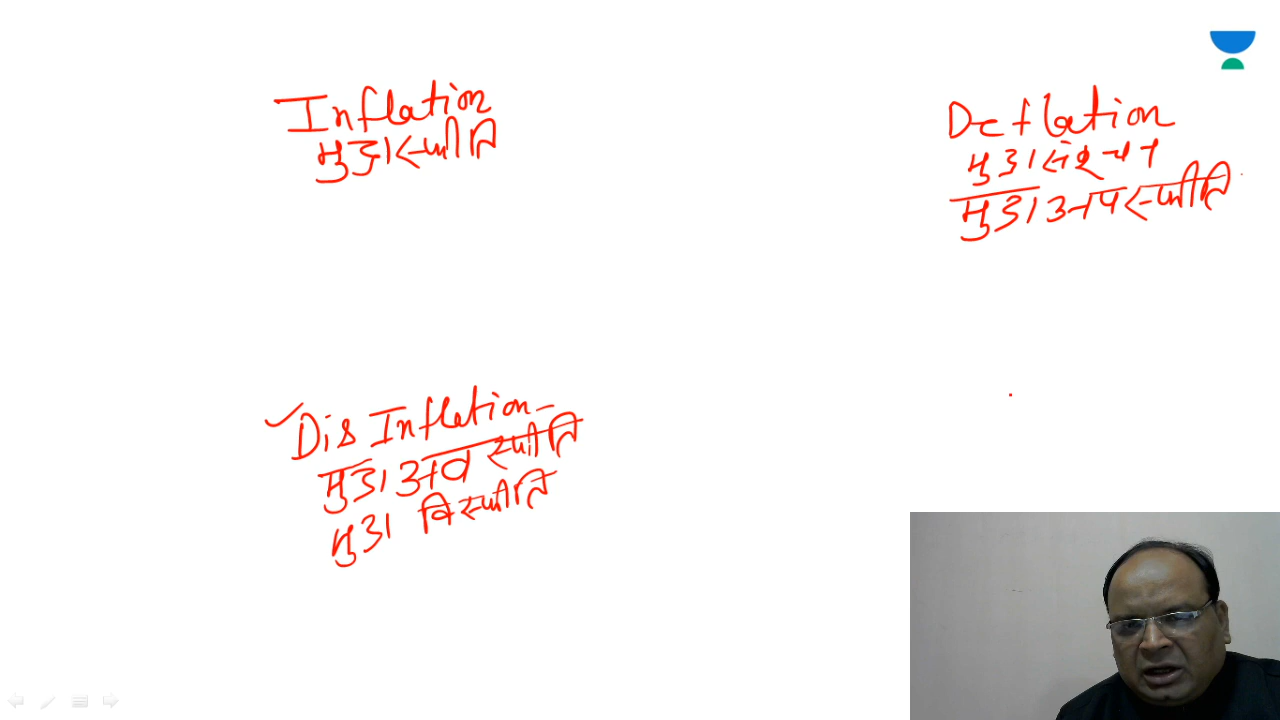 Inflation
मुद्रा स्फीति
Deflation
मुद्रा संकुचन
मुद्रा अपस्फीति
Dis Inflation
मुद्रा अवस्फीति
मुद्रा विस्फीति